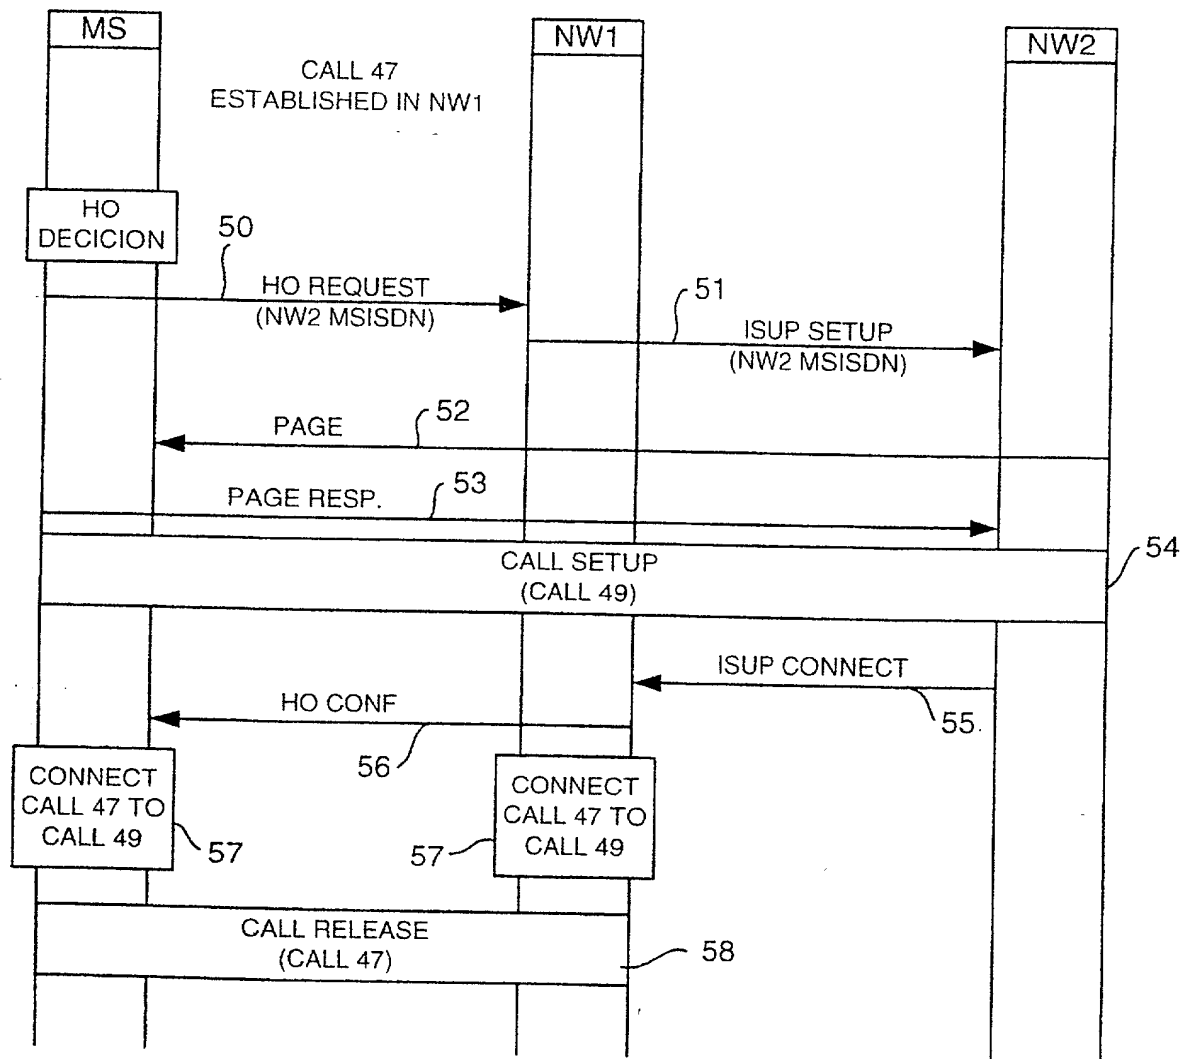 MS
NW1
NW2
CALL 47
ESTABLISHED IN NW1
HO
DECICION
50
HO REQUEST
(NW2 MSISDN)
51
ISUP SETUP
(NW2 MSISDN)
52
PAGE
53
PAGE RESP.
CALL SETUP
(CALL 49)
54
ISUP CONNECT
55
HO CONF
56
CONNECT
CALL 47 TO
CALL 49
57
CONNECT
CALL 47 TO
CALL 49
57
CALL RELEASE
(CALL 47)
58